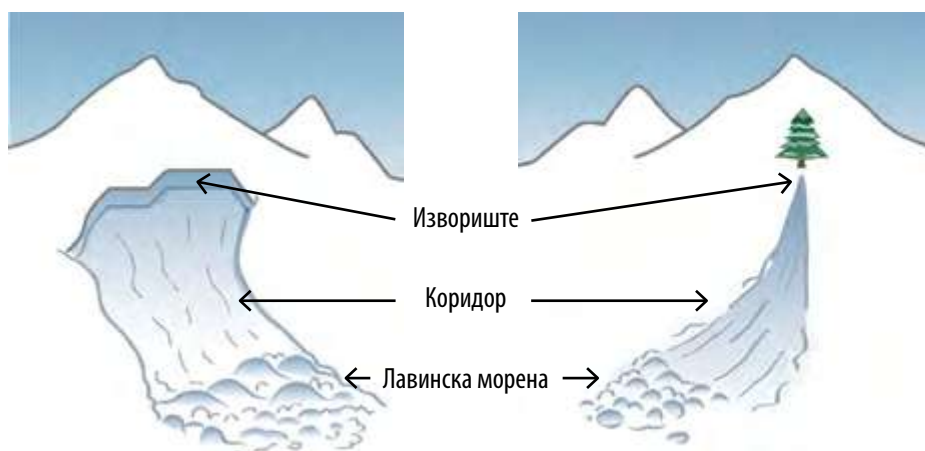 Извориште
Коридор
Лавинска морена